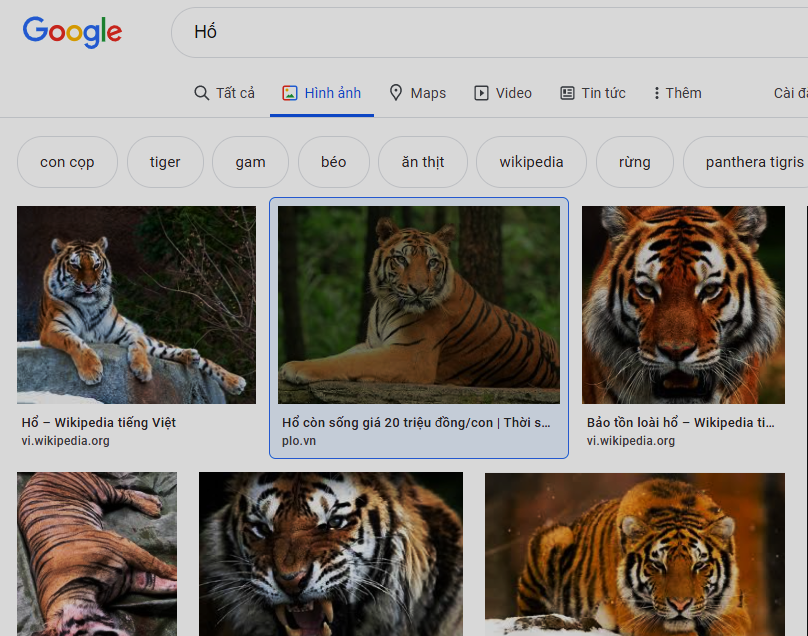 Google
Hổ
Tất cả Hình ảnh Maps Video Tin tức Thêm
con cọp tiger gam béo ăn thịt wikipedia rừng panthera tigris
Hổ – Wikipedia tiếng Việt
vi.wikipedia.org
Hổ còn sống giá 20 triệu đồng/con | Thời s...
plo.vn
Bảo tồn loài hổ – Wikipedia ti...
vi.wikipedia.org